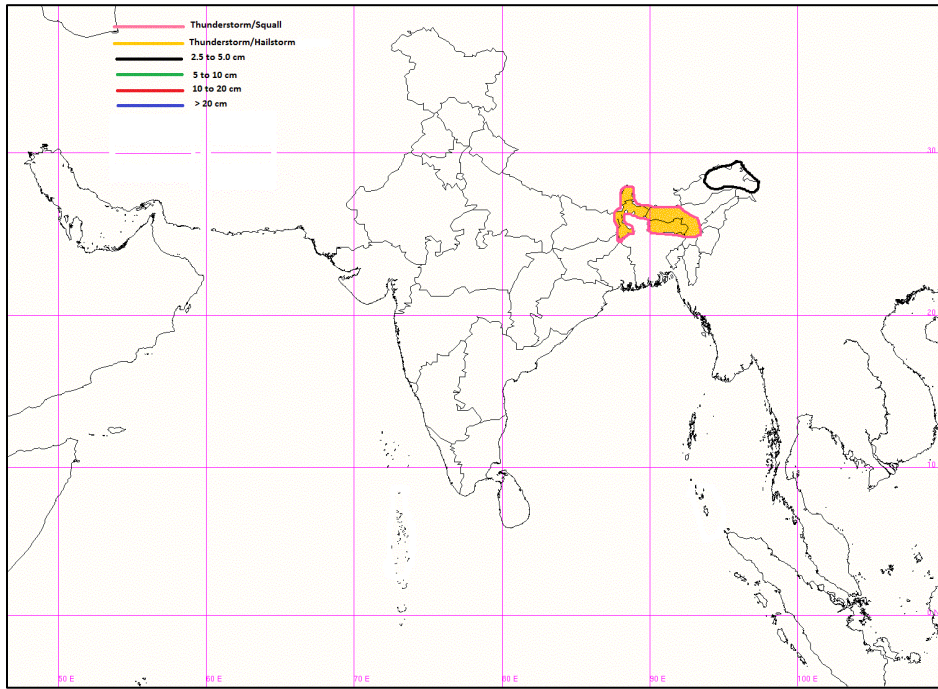 Thunderstorm/Squall
Thunderstorm/Hailstorm
2.5 to 5.0 cm
5 to 10 cm
10 to 20 cm
> 20 cm
30
20
10
50 E
60 E
70 E
80 E
90 E
100 E